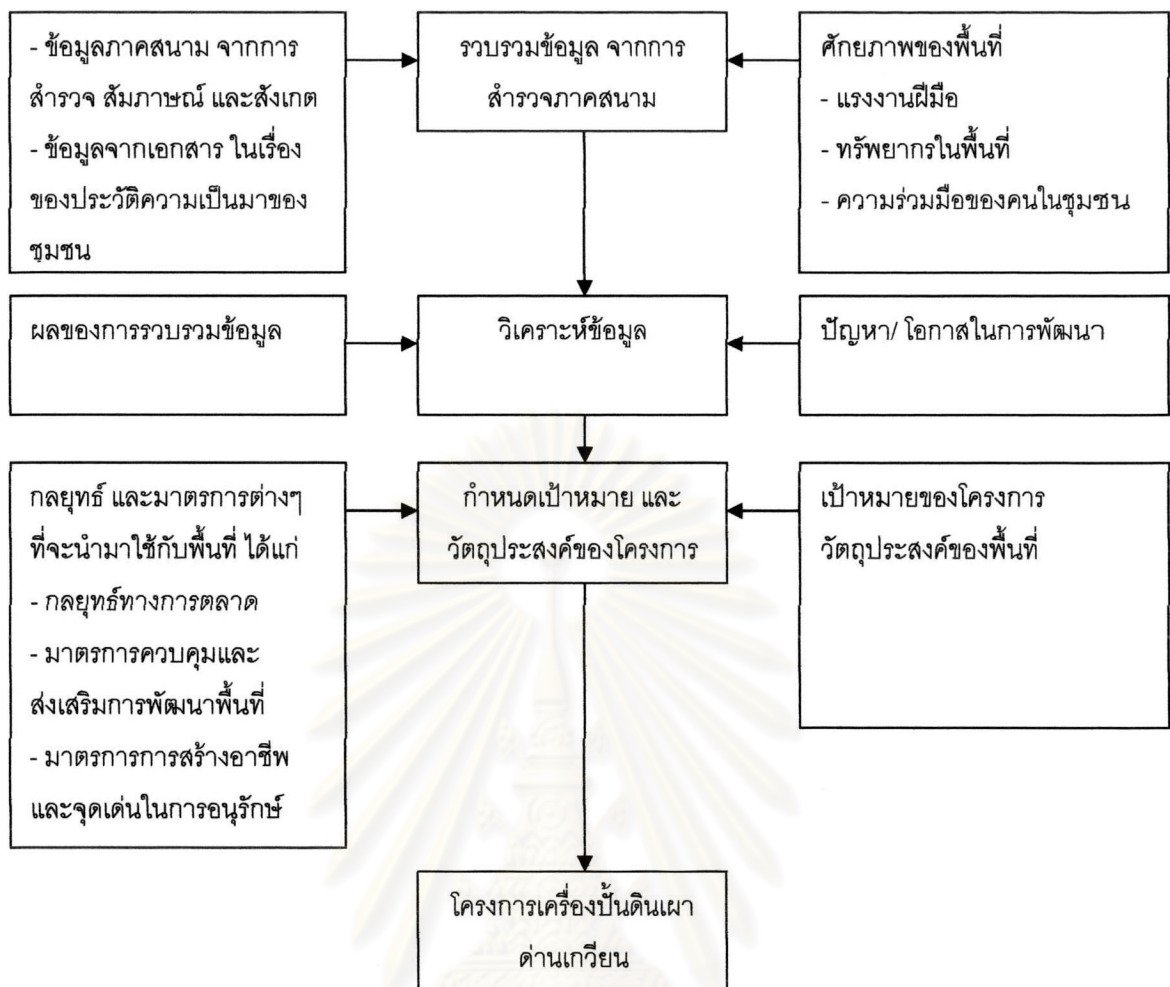 - ข้อมูลภาคสนาม จากการ
สำรวจ สัมภาษณ์ และสังเกต
- ข้อมูลจากเอกสาร ในเรื่อง
ของประวัติความเป็นมาของ
ชุมชน
รวบรวมข้อมูล จากการ
สำรวจภาคสนาม
ศักยภาพของพื้นที่
- แรงงานฝีมือ
- ทรัพยากรในพื้นที่
- ความร่วมมือของคนในชุมชน
ผลของการรวบรวมข้อมูล
วิเคราะห์ข้อมูล
ปัญหา/ โอกาสในการพัฒนา
กลยุทธ์ และมาตรการต่างๆ
ที่จะนำมาใช้กับพื้นที่ ได้แก่
- กลยุทธ์ทางการตลาด
- มาตรการควบคุมและ
ส่งเสริมการพัฒนาพื้นที่
- มาตรการการสร้างอาชีพ
และจุดเด่นในการอนุรักษ์
กำหนดเป้าหมาย และ
วัตถุประสงค์ของโครงการ
เป้าหมายของโครงการ
วัตถุประสงค์ของพื้นที่
โครงการเครื่องปั้นดินเผา
ด่านเกวียน